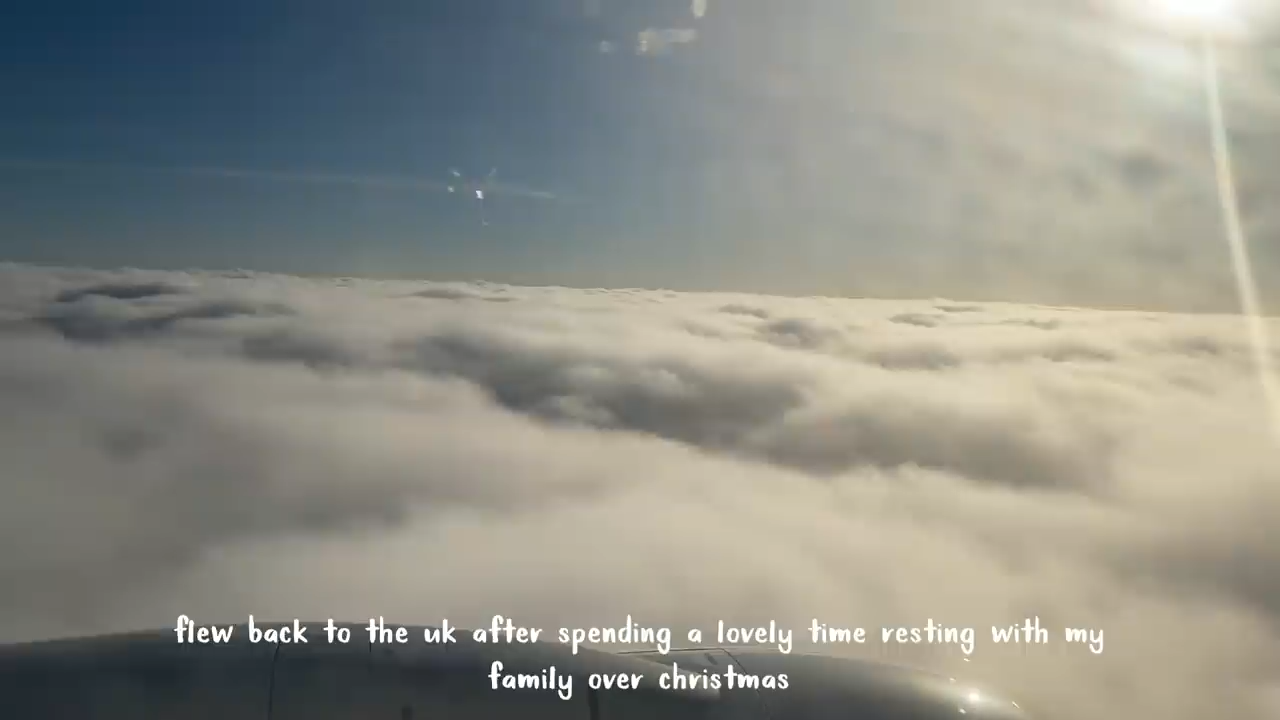 flew back to the uk after spending a lovely time resting with my
family over christmas